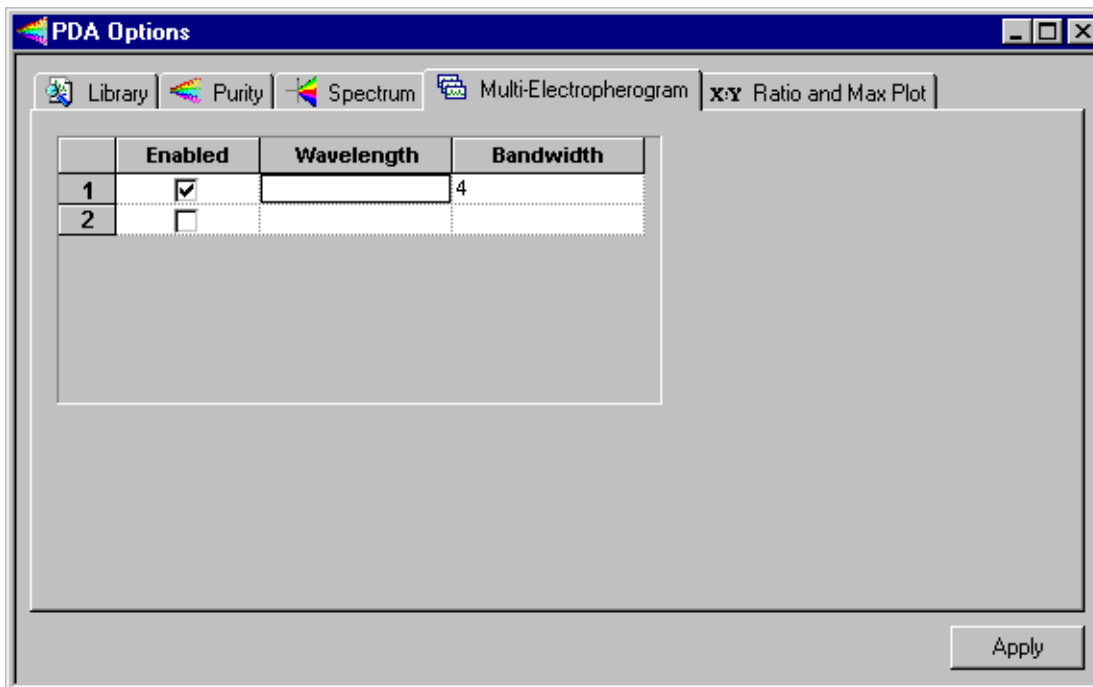 PDA Options
Library Purity Spectrum Multi-Electropherogram X:Y Ratio and Max Plot
Enabled Wavelength Bandwidth
1 4
2
Apply